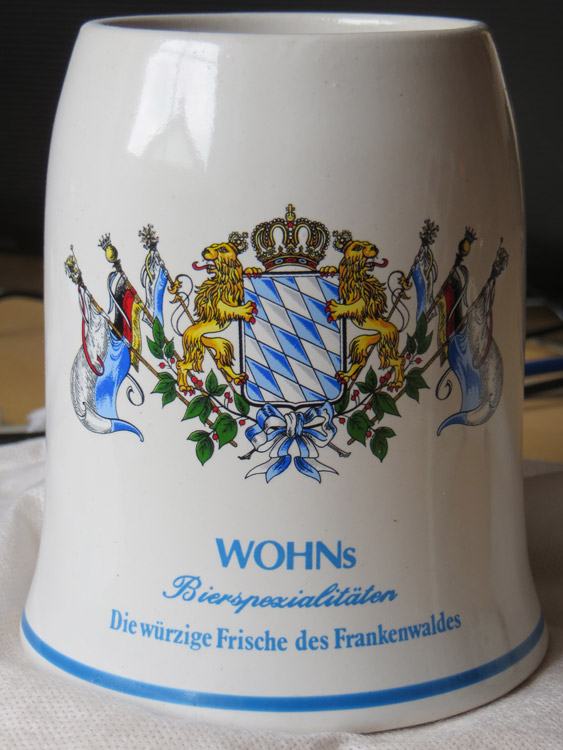 WOHNs
Bierspezialitäten
Die würzige Frische des Frankenwaldes